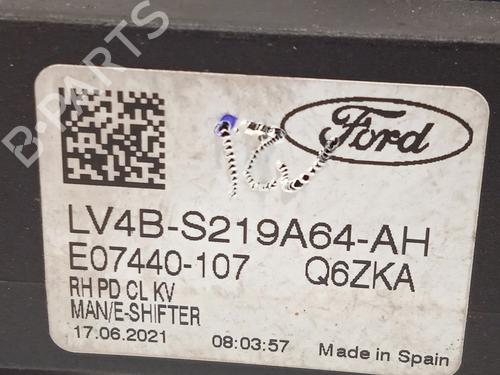 B-PARTS
Ford
LV4B-S219A64-AH
E07440-107 Q6ZKA
RH PD CL KV
MAN/E-SHIFTER
17.06.2021 08:03:57 Made in Spain